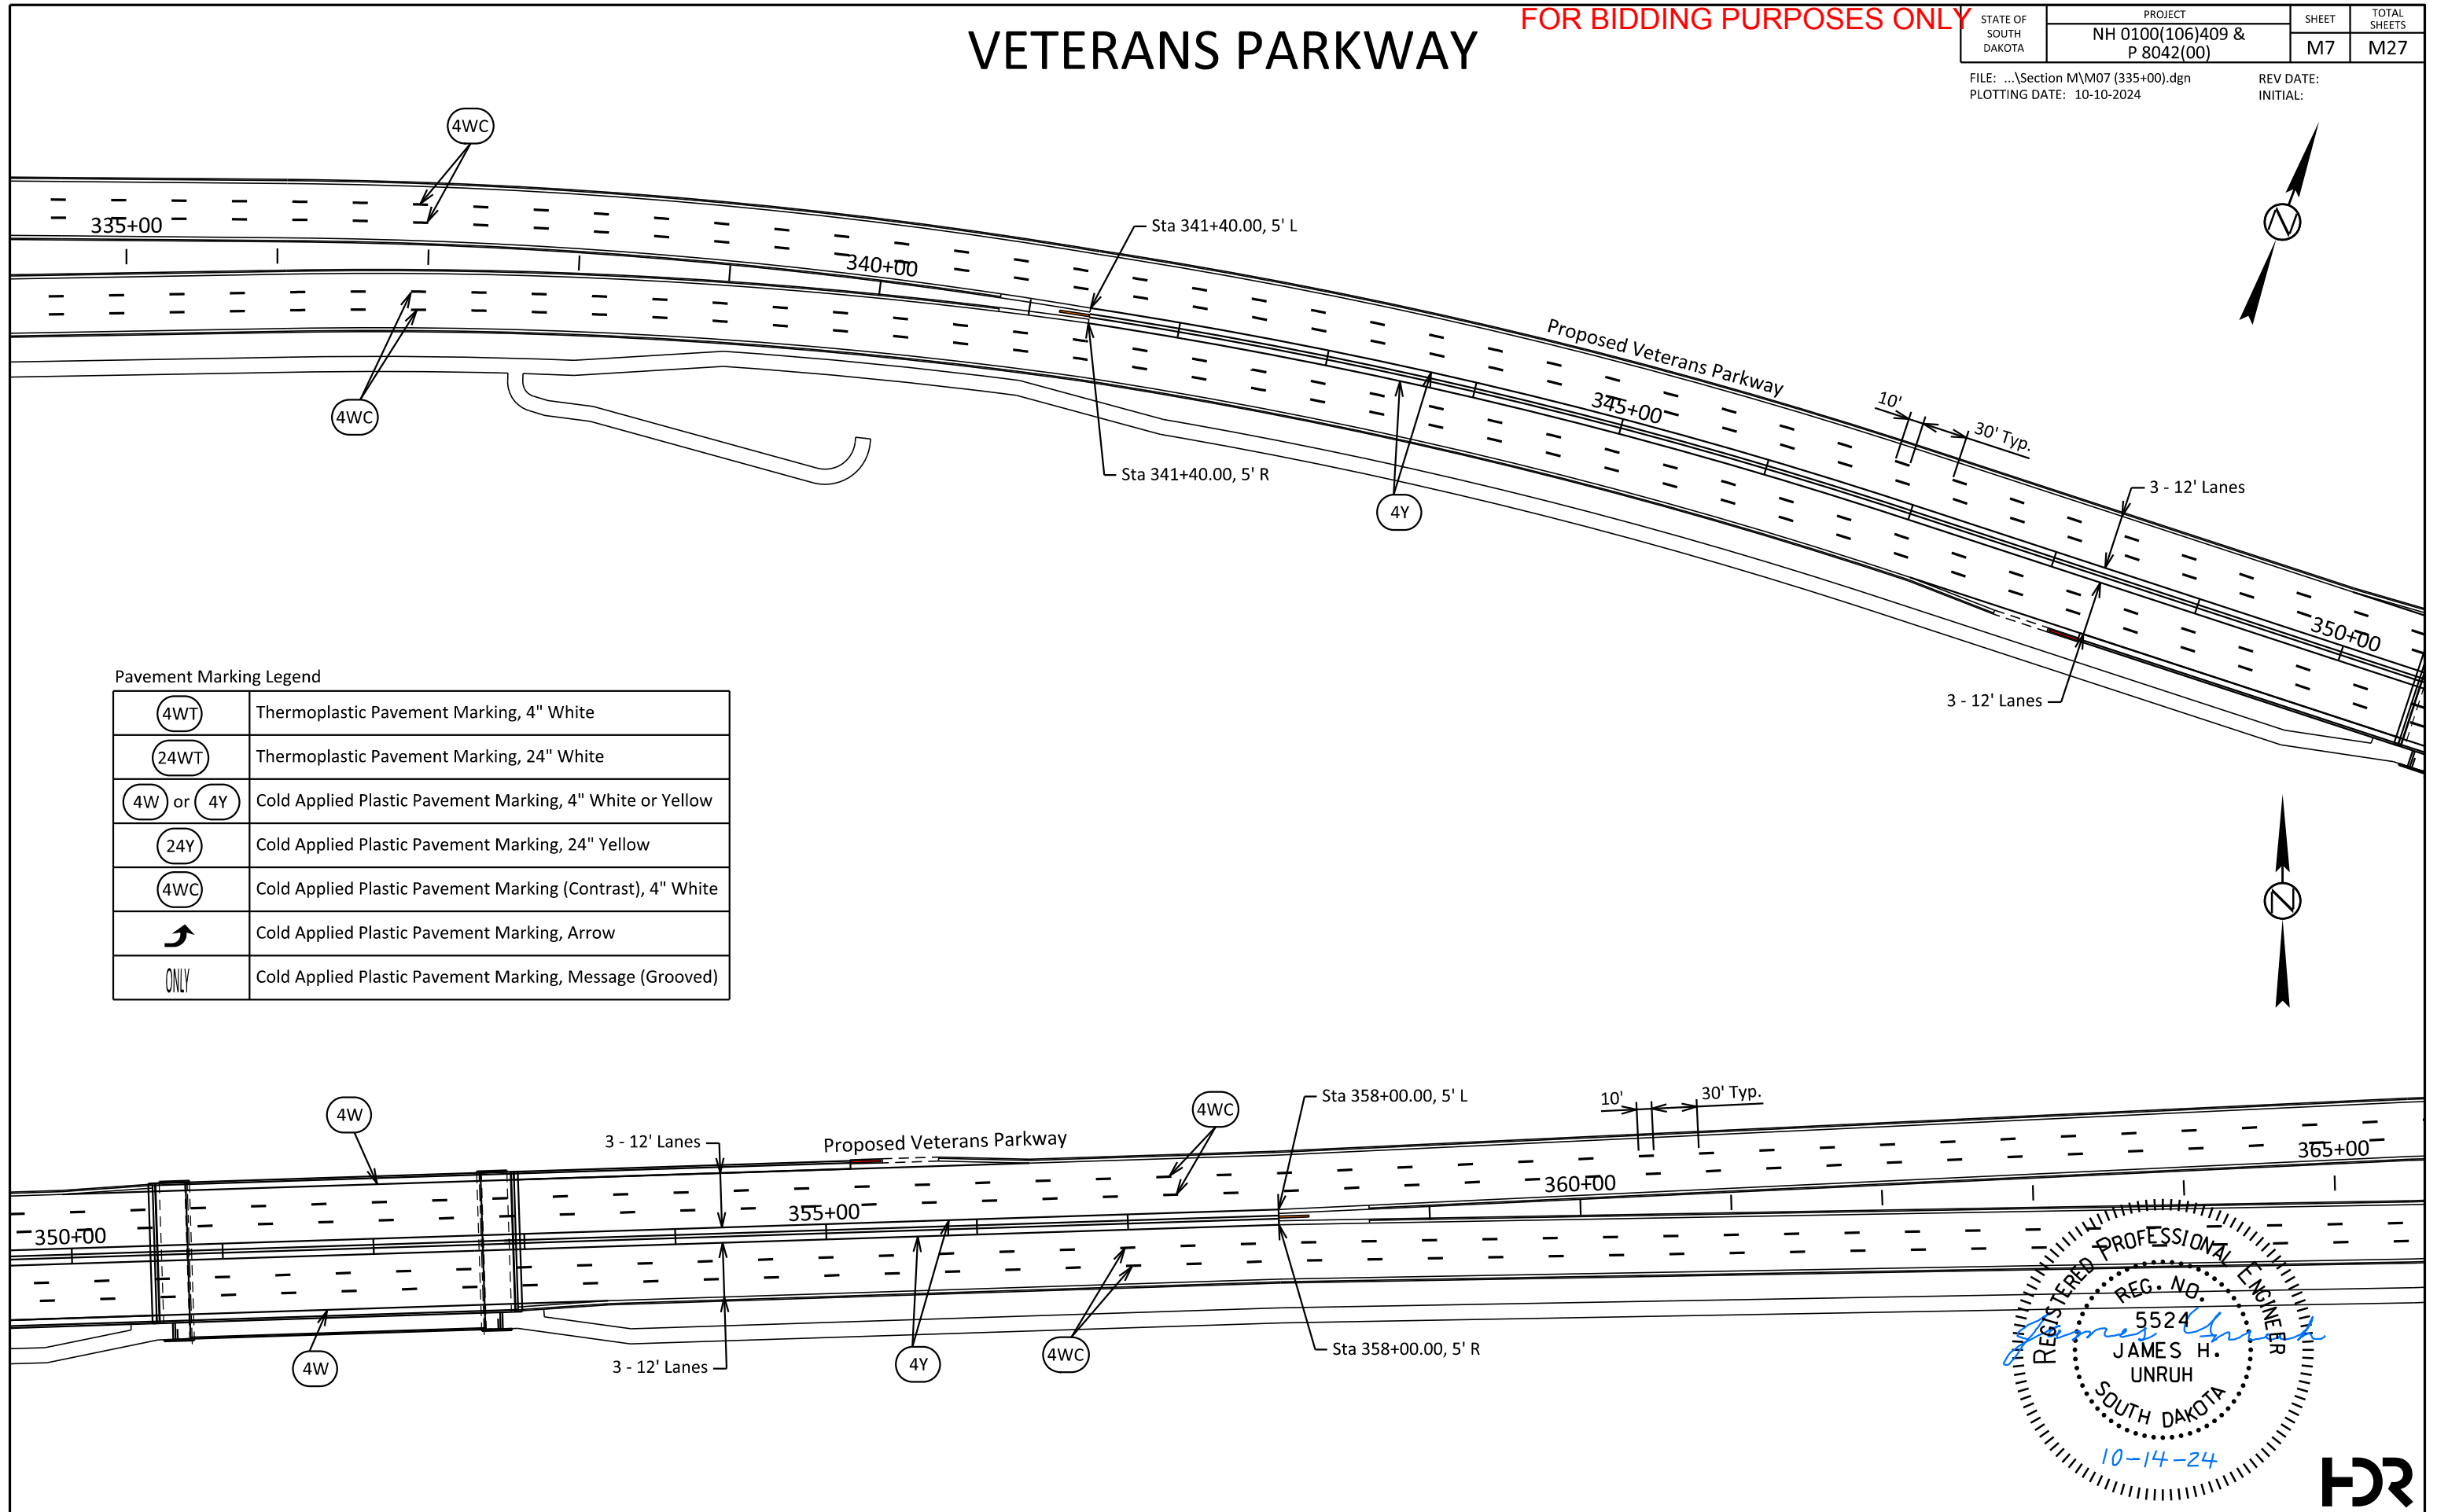 FOR BIDDING PURPOSES ONLY
VETERANS PARKWAY
STATE OF
SOUTH
DAKOTA
PROJECT
NH 0100(106)409 &
P 8042(00)
SHEET
M7
TOTAL
SHEETS
M27
FILE: ...\Section M\M07 (335+00).dgn
REV DATE:
PLOTTING DATE: 10-10-2024
INITIAL:
4WC
N
335+00
Sta 341+40.00, 5' L
340+00
Proposed Veterans Parkway
4WC
345+00
10'
30' Typ.
Sta 341+40.00, 5' R
3 - 12' Lanes
4Y
350+00
3 - 12' Lanes
Pavement Marking Legend
4WT Thermoplastic Pavement Marking, 4" White
24WT Thermoplastic Pavement Marking, 24" White
4W or 4Y Cold Applied Plastic Pavement Marking, 4" White or Yellow
24Y Cold Applied Plastic Pavement Marking, 24" Yellow
4WC Cold Applied Plastic Pavement Marking (Contrast), 4" White
Cold Applied Plastic Pavement Marking, Arrow
ONLY Cold Applied Plastic Pavement Marking, Message (Grooved)
N
4W
3 - 12' Lanes
Proposed Veterans Parkway
4WC
Sta 358+00.00, 5' L
10'
30' Typ.
350+00
355+00
360+00
365+00
4W
3 - 12' Lanes
4Y
4WC
Sta 358+00.00, 5' R
REGISTERED PROFESSIONAL ENGINEER
REG. NO.
5524
James Unruh
JAMES H.
UNRUH
SOUTH DAKOTA
10-14-24
HDR